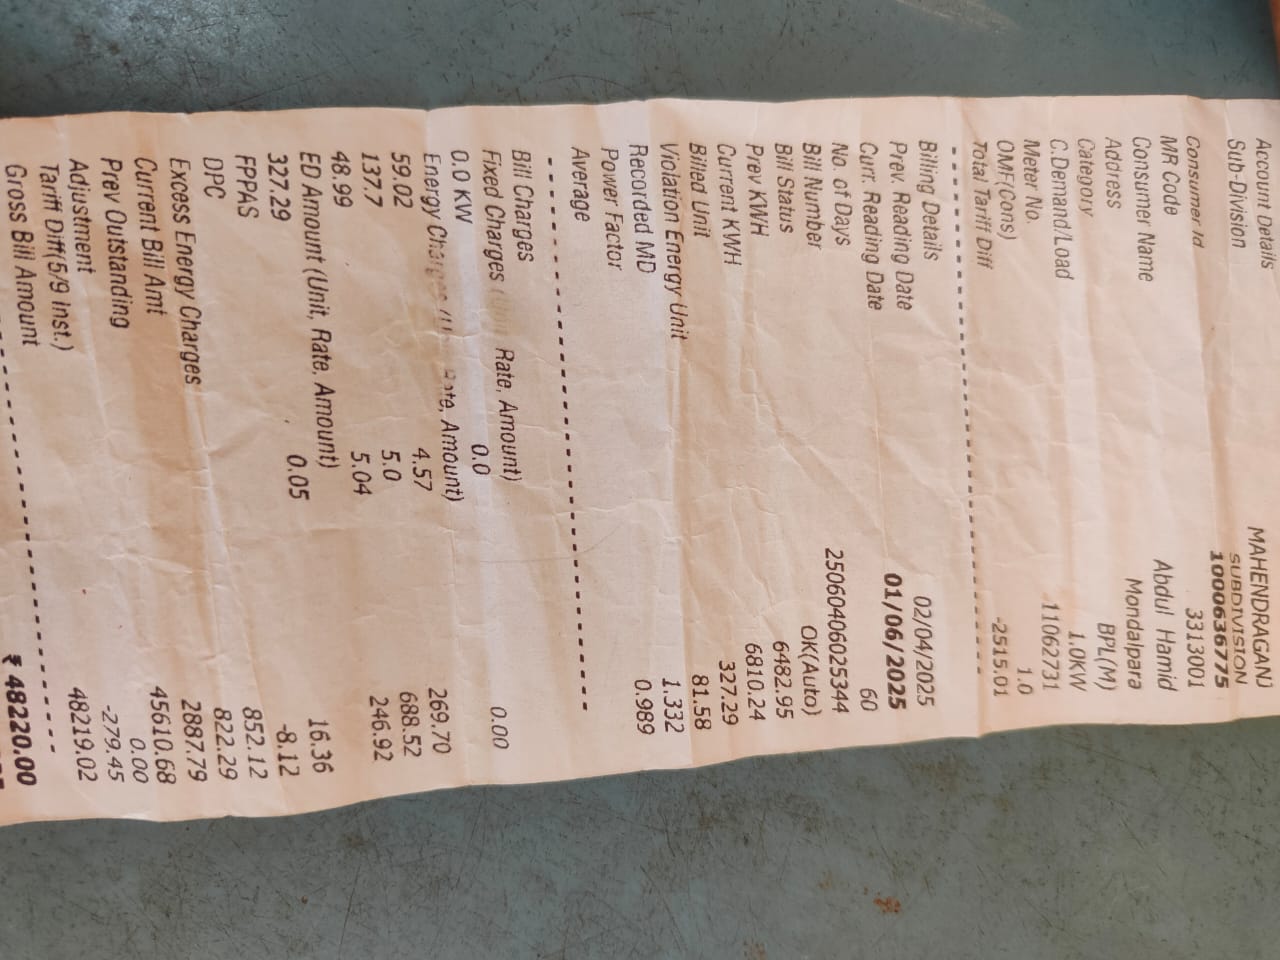 Account Details
Sub-Division MAHENDRAGANJ
SUBDIVISION
Consumer Id 1000636775
MR Code 3313001
Consumer Name Abdul Hamid
Address Mondalpara
Category BPL(M)
C.Demand/Load 1.0KW
Meter No. 11062731
OMF(Cons) 1.0
Total Tariff Diff -2515.01
Billing Details
Prev. Reading Date 02/04/2025
Curr. Reading Date 01/06/2025
No. of Days 60
Bill Number 25060406025344
Bill Status OK(Auto)
Prev KWH 6482.95
Current KWH 6810.24
Billed Unit 327.29
Violation Energy Unit 81.58
Recorded MD 1.332
Power Factor 0.989
Average
Bill Charges
Fixed Charges Rate, Amount)
0.0 KW 0.0 0.00
Energy Charges Rate, Amount)
59.02 4.57 269.70
137.7 5.0 688.52
48.99 5.04 246.92
ED Amount (Unit, Rate, Amount)
327.29 0.05 16.36
FPPAS -8.12
DPC 852.12
Excess Energy Charges 822.29
Current Bill Amt 2887.79
Prev Outstanding 45610.68
Adjustment 0.00
Tariff Diff(5/9 Inst.) -279.45
Gross Bill Amount 48219.02
₹ 48220.00